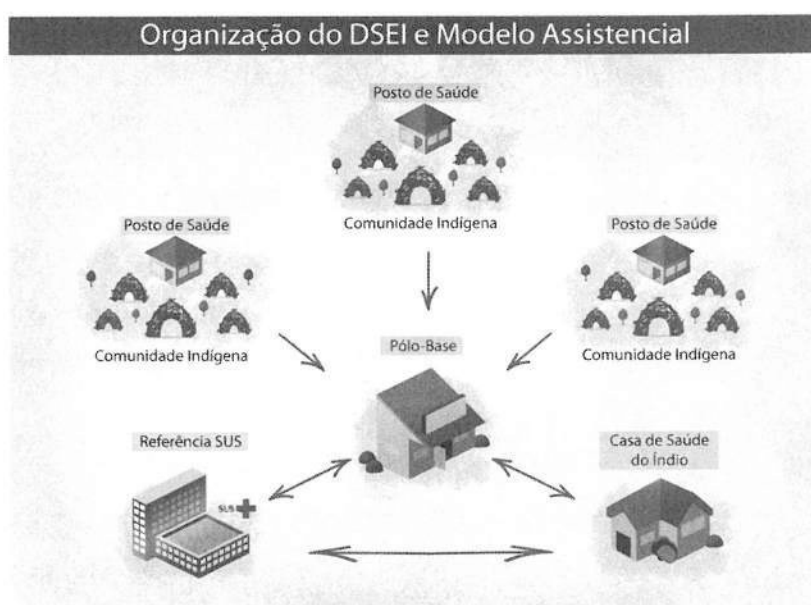 Organização do DSEI e Modelo Assistencial
Posto de Saúde
Comunidade Indígena
Posto de Saúde
Comunidade Indígena
Posto de Saúde
Comunidade Indígena
Pólo-Base
Referência SUS
SUS
Casa de Saúde
do Índio